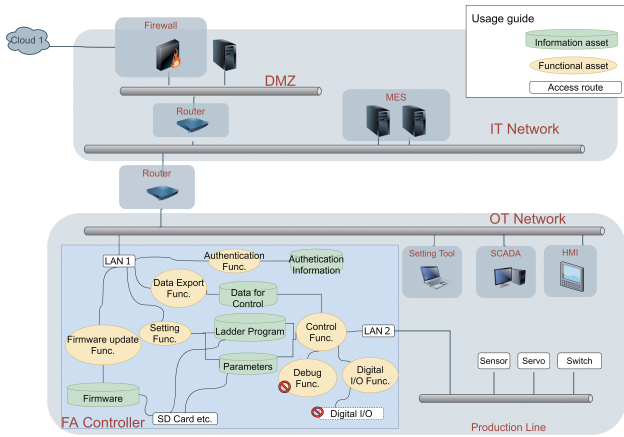 Usage guide
Information asset
Functional asset
Access route
Cloud 1
Firewall
DMZ
Router
MES
IT Network
Router
OT Network
LAN 1
Authentication
Func.
Authetication
Information
Setting Tool
SCADA
HMI
Data Export
Func.
Data for
Control
Firmware update
Func.
Setting
Func.
Ladder Program
Control
Func.
LAN 2
Parameters
Debug
Func.
Digital
I/O Func.
Sensor
Servo
Switch
Firmware
SD Card etc.
Digital I/O
FA Controller
Production Line